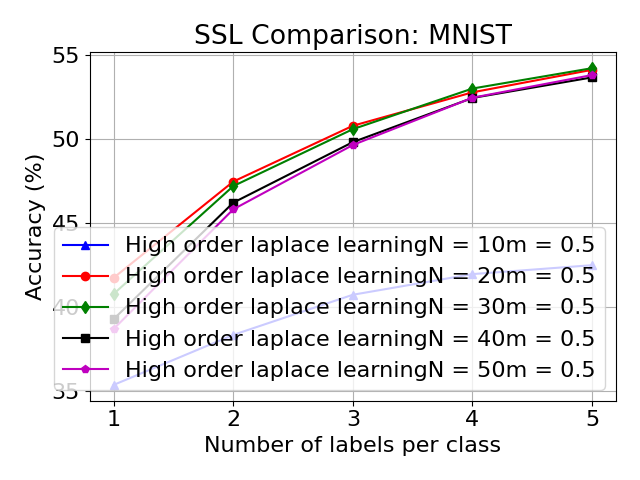 SSL Comparison: MNIST
55
50
45
40
35
Accuracy (%)
High order laplace learningN = 10m = 0.5
High order laplace learningN = 20m = 0.5
High order laplace learningN = 30m = 0.5
High order laplace learningN = 40m = 0.5
High order laplace learningN = 50m = 0.5
1 2 3 4 5
Number of labels per class